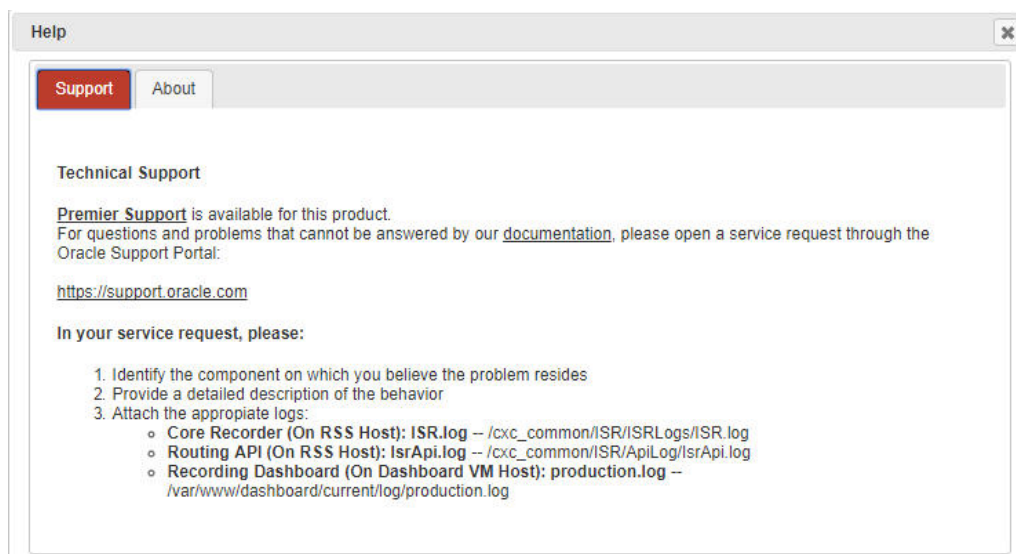 Help
Support
About
Technical Support
Premier Support is available for this product.
For questions and problems that cannot be answered by our documentation, please open a service request through the
Oracle Support Portal:
https://support.oracle.com
In your service request, please:
1. Identify the component on which you believe the problem resides
2. Provide a detailed description of the behavior
3. Attach the appropiate logs:
Core Recorder (On RSS Host): ISR.log -- /cxc_common/ISR/ISRLogs/ISR.log
Routing API (On RSS Host): IsrApi.log -- /cxc_common/ISR/ApiLog/IsrApi.log
Recording Dashboard (On Dashboard VM Host): production.log --
/var/www/dashboard/current/log/production.log